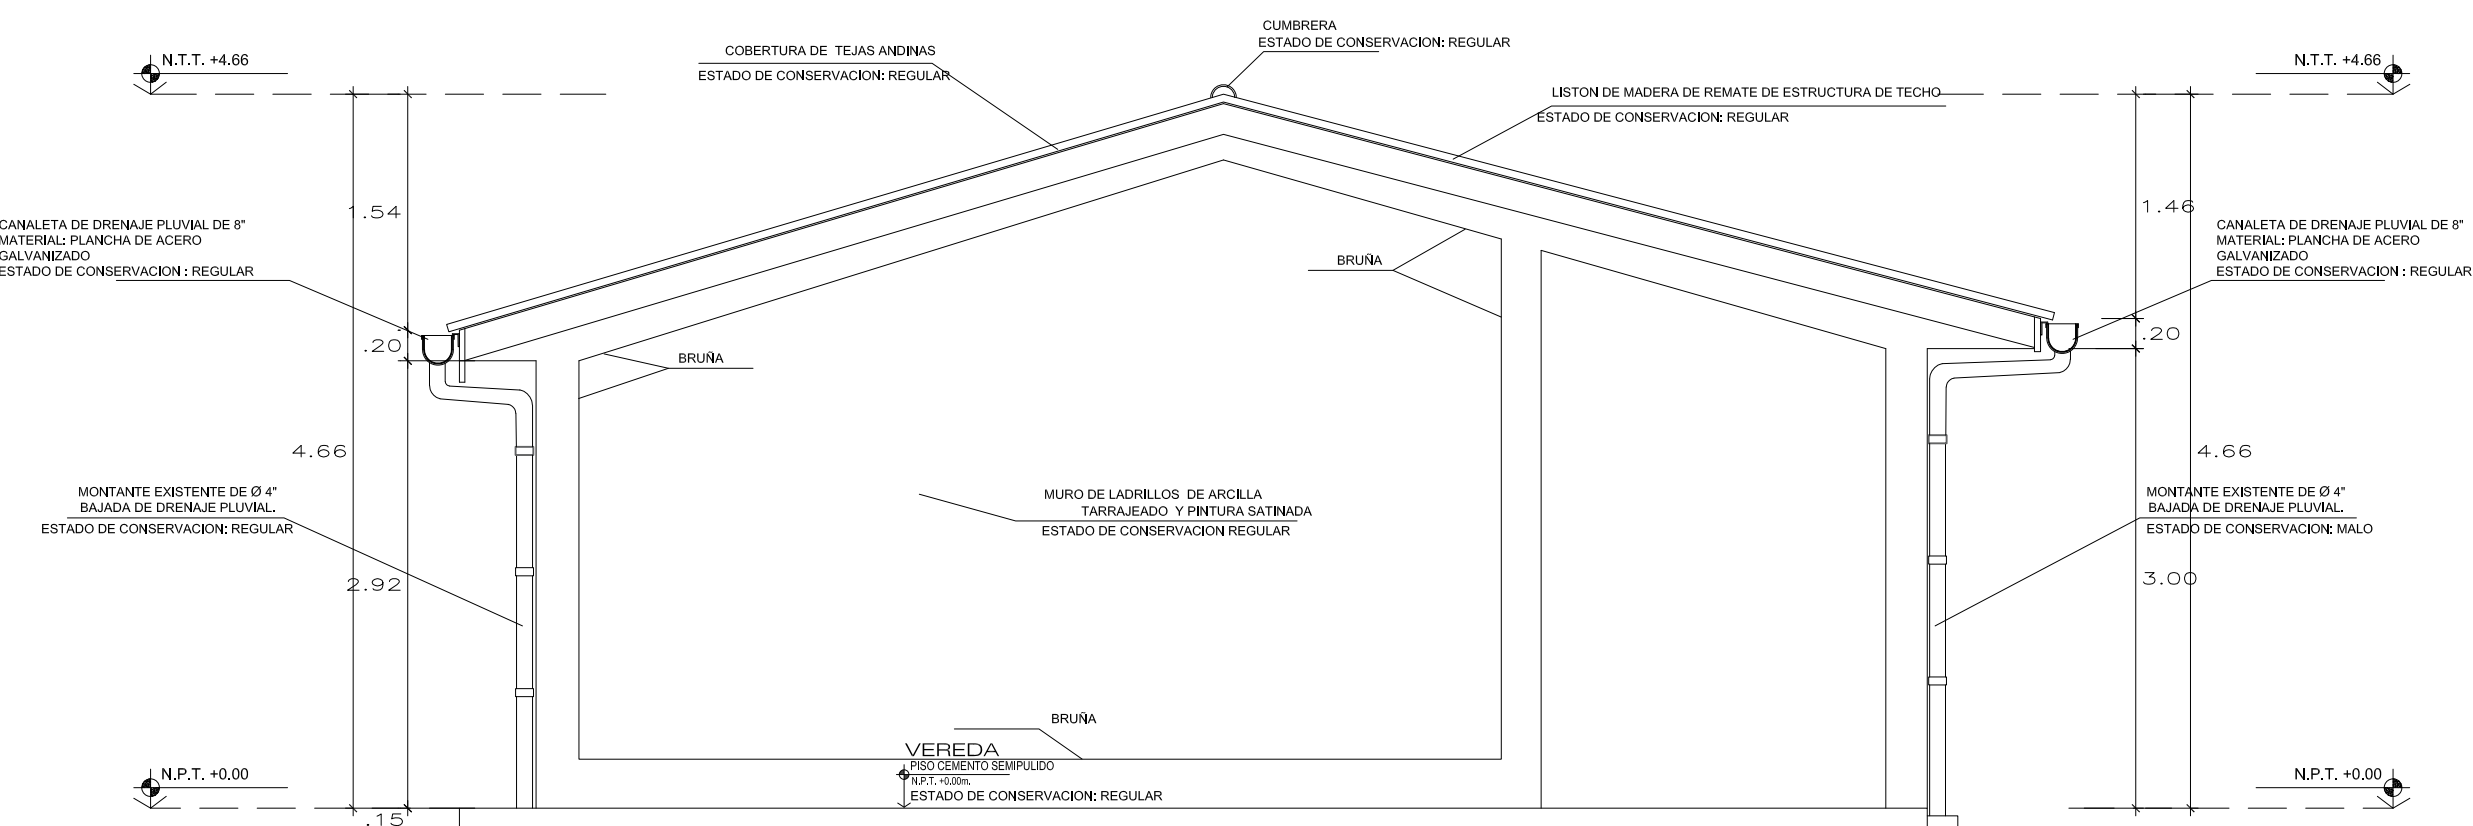 CUMBRERA
ESTADO DE CONSERVACION: REGULAR
COBERTURA DE TEJAS ANDINAS
ESTADO DE CONSERVACION: REGULAR
N.T.T. +4.66
N.T.T. +4.66
LISTON DE MADERA DE REMATE DE ESTRUCTURA DE TECHO
ESTADO DE CONSERVACION: REGULAR
1.54
1.46
CANALETA DE DRENAJE PLUVIAL DE 8"
MATERIAL: PLANCHA DE ACERO
GALVANIZADO
ESTADO DE CONSERVACION : REGULAR
CANALETA DE DRENAJE PLUVIAL DE 8"
MATERIAL: PLANCHA DE ACERO
GALVANIZADO
ESTADO DE CONSERVACION : REGULAR
BRUÑA
.20
.20
BRUÑA
4.66
4.66
MONTANTE EXISTENTE DE Ø 4"
BAJADA DE DRENAJE PLUVIAL.
ESTADO DE CONSERVACION: REGULAR
MURO DE LADRILLOS DE ARCILLA
TARRAJEADO Y PINTURA SATINADA
ESTADO DE CONSERVACION REGULAR
MONTANTE EXISTENTE DE Ø 4"
BAJADA DE DRENAJE PLUVIAL.
ESTADO DE CONSERVACION: MALO
2.92
3.00
BRUÑA
VEREDA
PISO CEMENTO SEMIPULIDO
N.P.T. +0.00m.
ESTADO DE CONSERVACION: REGULAR
N.P.T. +0.00
N.P.T. +0.00
.15